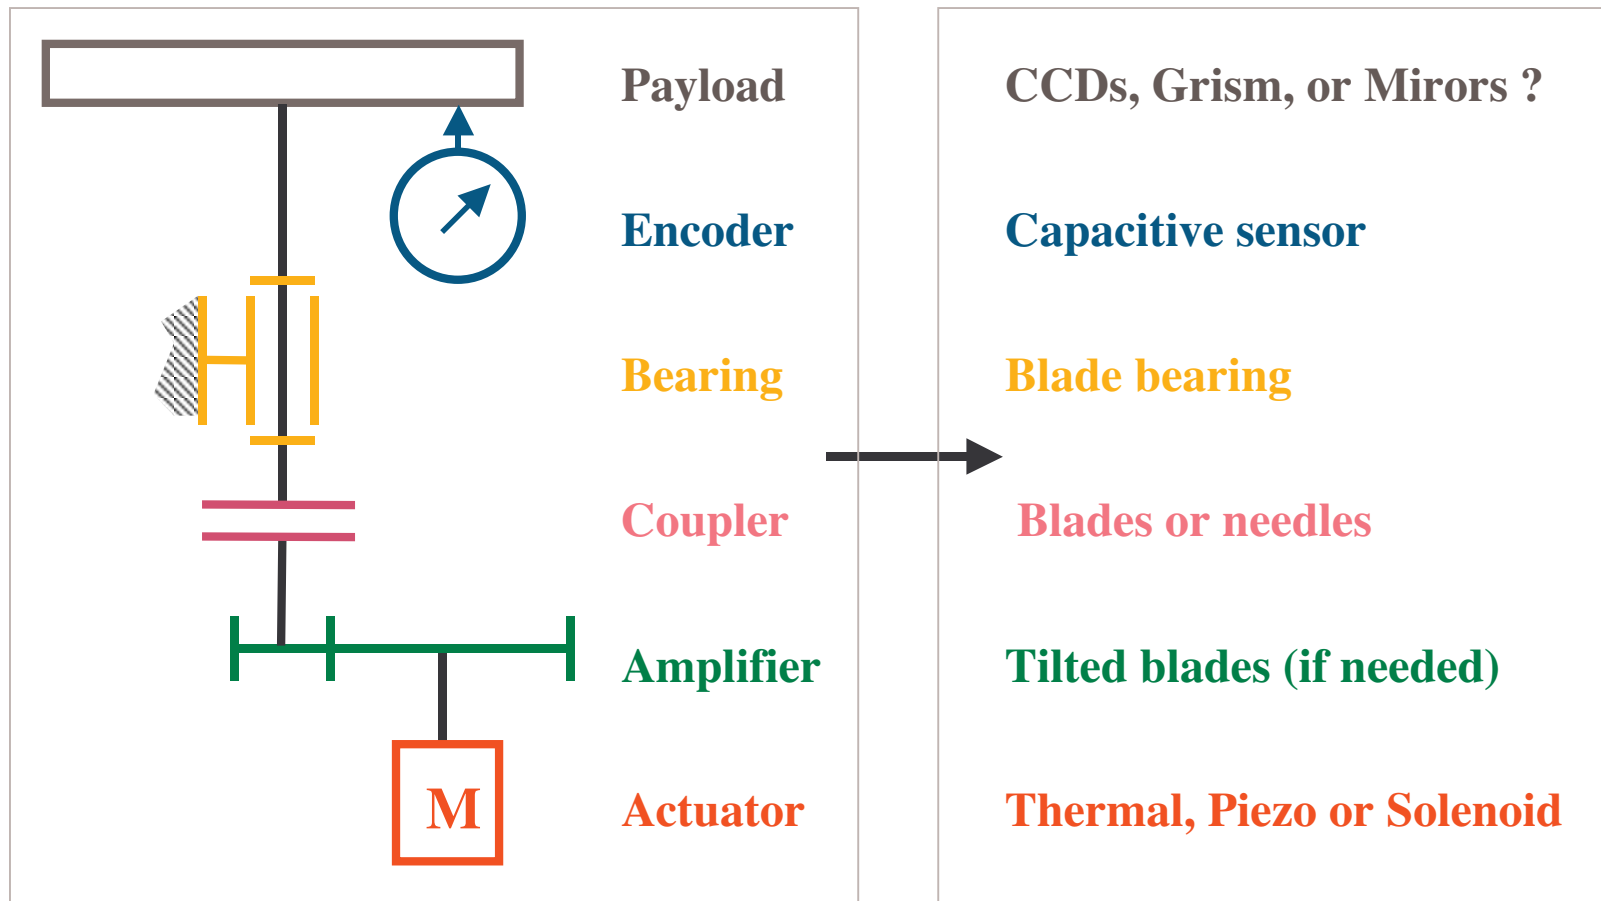 Payload CCDs, Grism, or Mirors ?
Encoder Capacitive sensor
Bearing Blade bearing
Coupler Blades or needles
Amplifier Tilted blades (if needed)
M Actuator Thermal, Piezo or Solenoid